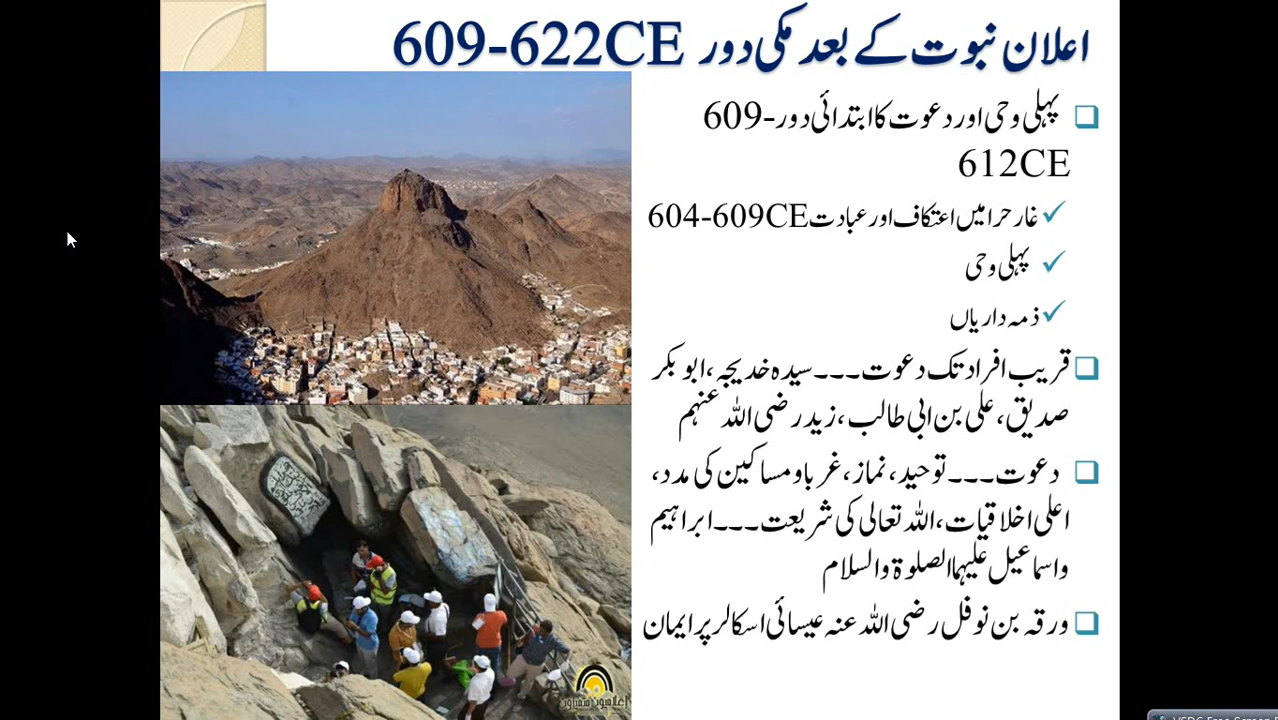 اعلان نبوت کے بعد مکی دور 609-622CE
پہلی وحی اور دعوت کا ابتدائی دور-609
612CE
غار حرا میں اعتکاف اور عبادت 604-609CE
پہلی وحی
ذمہ داریاں
قریب افراد تک دعوت۔۔۔سیدہ خدیجہ، ابو بکر
صدیق، علی بن ابی طالب، زید رضی اللہ عنہم
دعوت۔۔۔توحید، نماز، غربا و مساکین کی مدد،
اعلی اخلاقیات، اللہ تعالی کی شریعت۔۔۔ابراہیم
واسماعیل علیہما الصلوۃ والسلام
ورقہ بن نوفل رضی اللہ عنہ عیسائی اسکالر پر ایمان